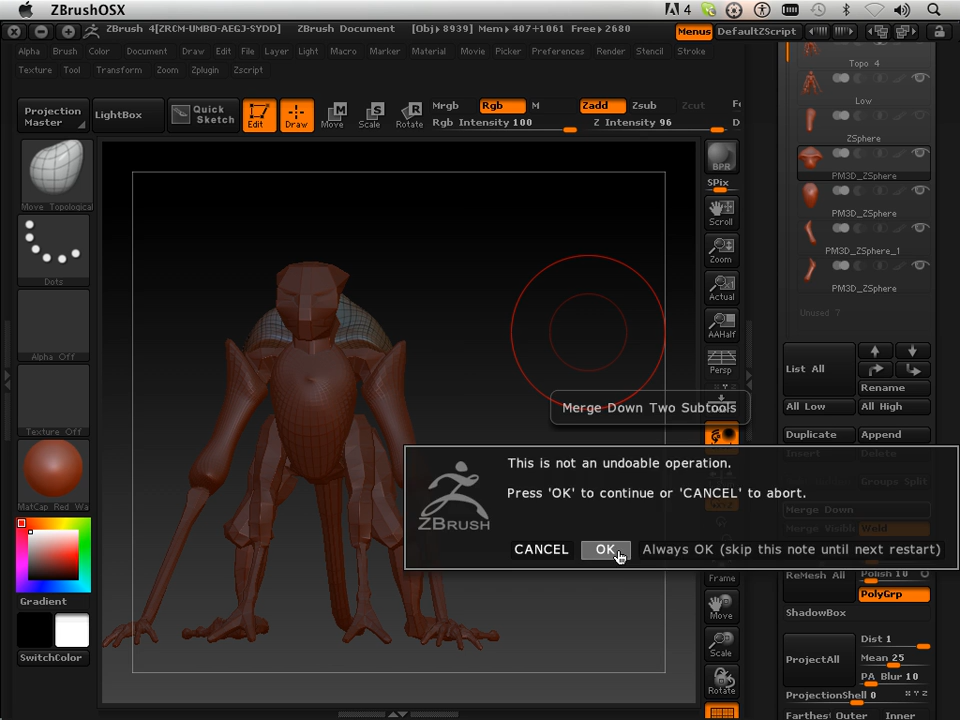 ZBrushOSX
4
ZBrush 4[ZRCM-UMBO-AEGJ-SYDD] ZBrush Document [Obj▸8939] Mem▸407+1061 Free▸2680 Menus DefaultZScript
Alpha Brush Color Document Draw Edit File Layer Light Macro Marker Material Movie Picker Preferences Render Stencil Stroke
Texture Tool Transform Zoom Zplugin Zscript
Projection Master
LightBox
Quick Sketch
Edit Draw Move Scale Rotate
Mrgb Rgb M Zadd Zsub Zcut
Rgb Intensity 100 Z Intensity 96
Move Topological
Dots
Alpha Off
Texture Off
MatCap Red Wa
Gradient
SwitchColor
BPR
SPix
Scroll
Zoom
Actual
AAHalf
Persp
Frame
Move
Scale
Rotate
Topo_4
Low
ZSphere
PM3D_ZSphere
PM3D_ZSphere
PM3D_ZSphere_1
PM3D_ZSphere
Unused 7
List All
Rename
All Low All High
Duplicate Append
Insert Delete
Groups Split
Merge Down
Merge Visible Weld
ReMesh All Polish 10
PolyGrp
ShadowBox
ProjectAll
Dist 1
Mean 25
PA Blur 10
ProjectionShell 0
Farthest Outer Inner
Merge Down Two Subtools
This is not an undoable operation.
Press 'OK' to continue or 'CANCEL' to abort.
ZBRUSH
CANCEL OK Always OK (skip this note until next restart)